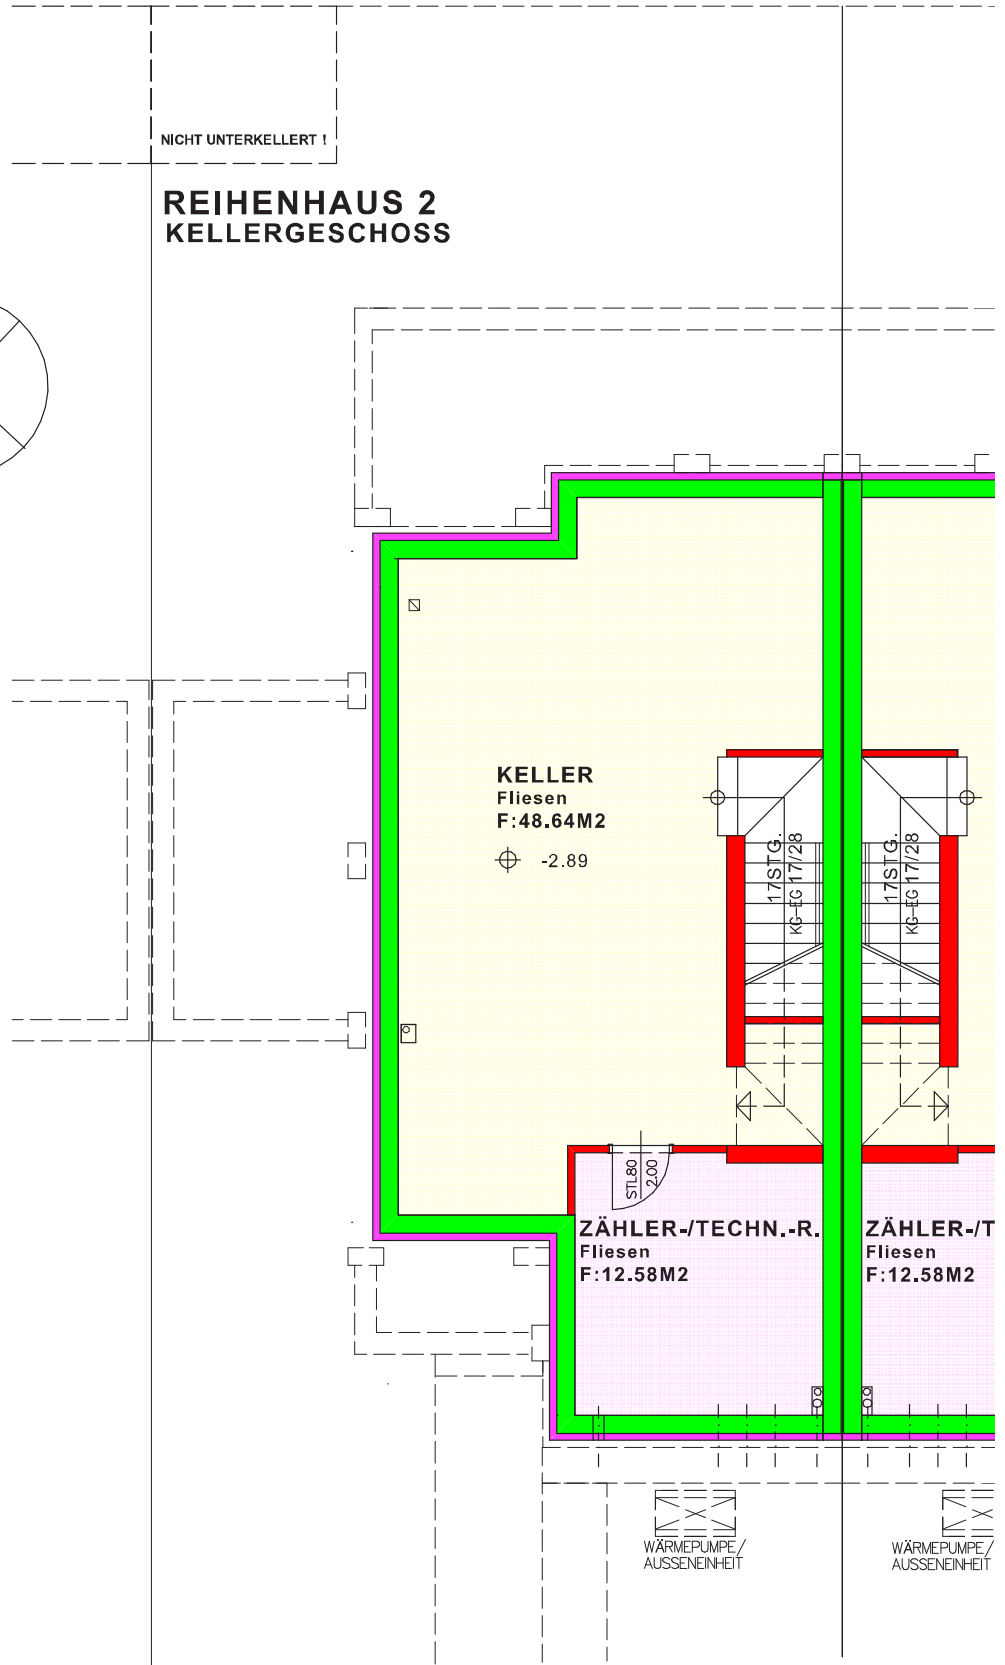 NICHT UNTERKELLERT !
REIHENHAUS 2
KELLERGESCHOSS
KELLER
Fliesen
F:48.64M2
-2.89
17STG.
KG-EG 17/28
17STG.
KG-EG 17/28
STL80
2.00
ZÄHLER-/TECHN.-R.
Fliesen
F:12.58M2
ZÄHLER-/T
Fliesen
F:12.58M2
WÄRMEPUMPE/
AUSSENEINHEIT
WÄRMEPUMPE/
AUSSENEINHEIT